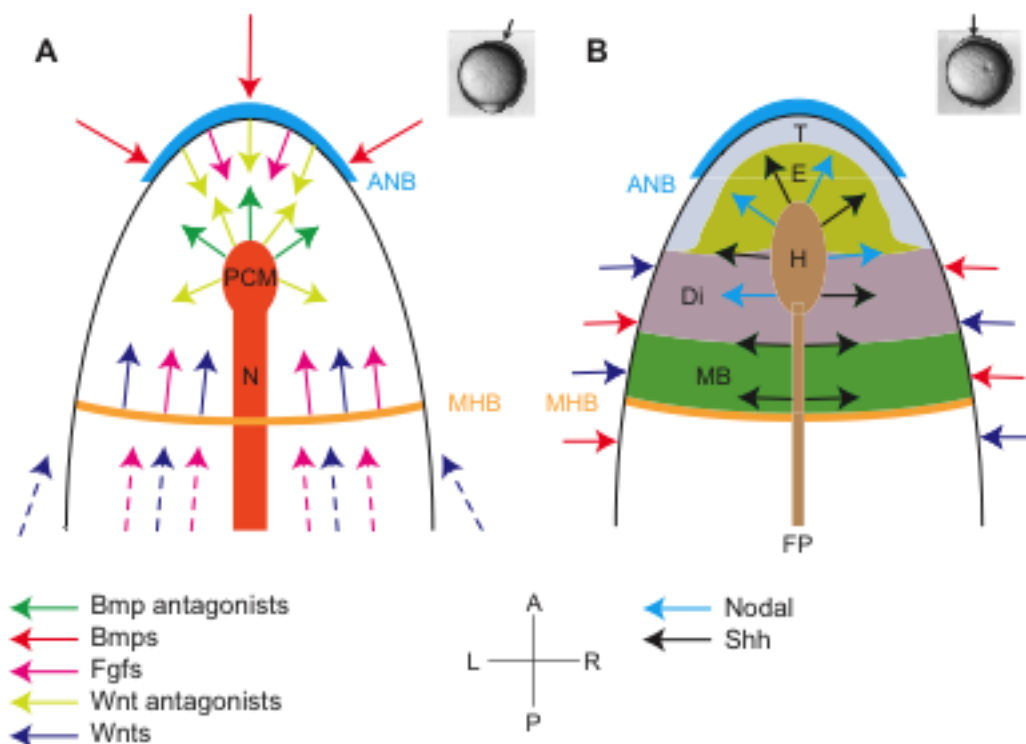 A
B
ANB
PCM
N
MHB
T
E
ANB
H
Di
MB
MHB
FP
Bmp antagonists
Bmps
Fgfs
Wnt antagonists
Wnts
A
L R
P
Nodal
Shh